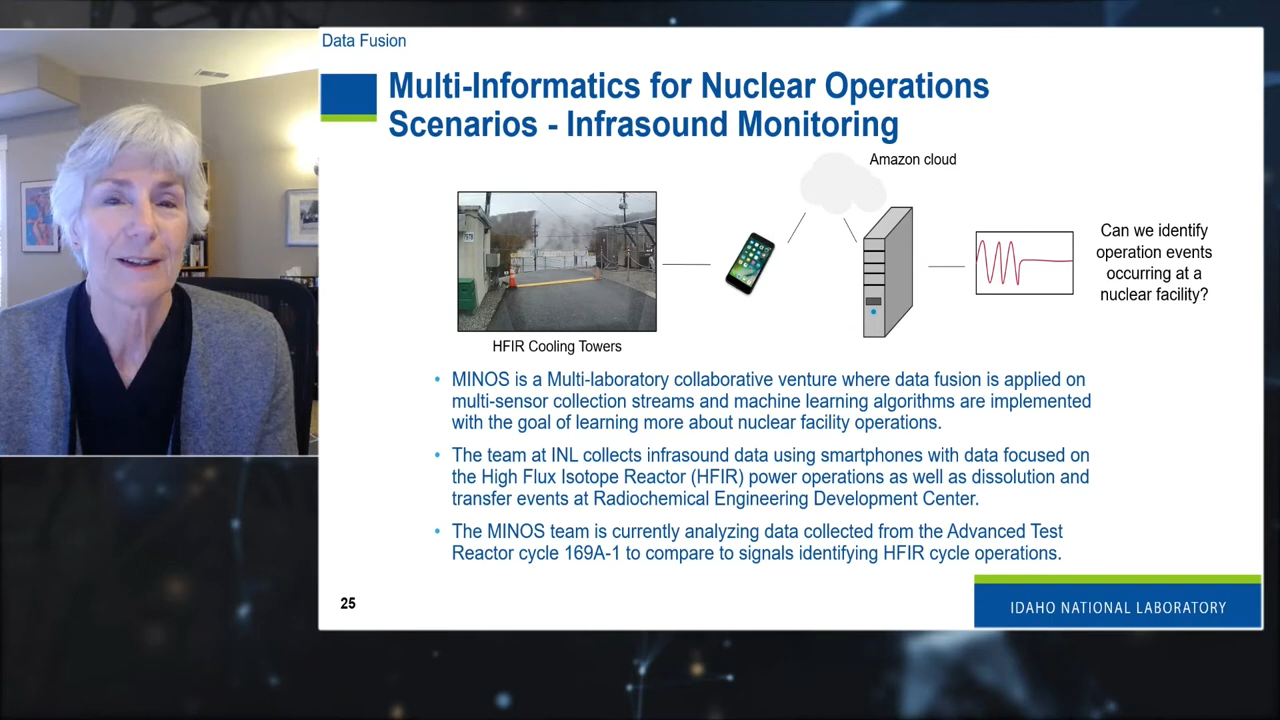 Data Fusion
Multi-Informatics for Nuclear Operations
Scenarios - Infrasound Monitoring
Amazon cloud
Can we identify
operation events
occurring at a
nuclear facility?
HFIR Cooling Towers
• MINOS is a Multi-laboratory collaborative venture where data fusion is applied on
multi-sensor collection streams and machine learning algorithms are implemented
with the goal of learning more about nuclear facility operations.
• The team at INL collects infrasound data using smartphones with data focused on
the High Flux Isotope Reactor (HFIR) power operations as well as dissolution and
transfer events at Radiochemical Engineering Development Center.
• The MINOS team is currently analyzing data collected from the Advanced Test
Reactor cycle 169A-1 to compare to signals identifying HFIR cycle operations.
25
IDAHO NATIONAL LABORATORY